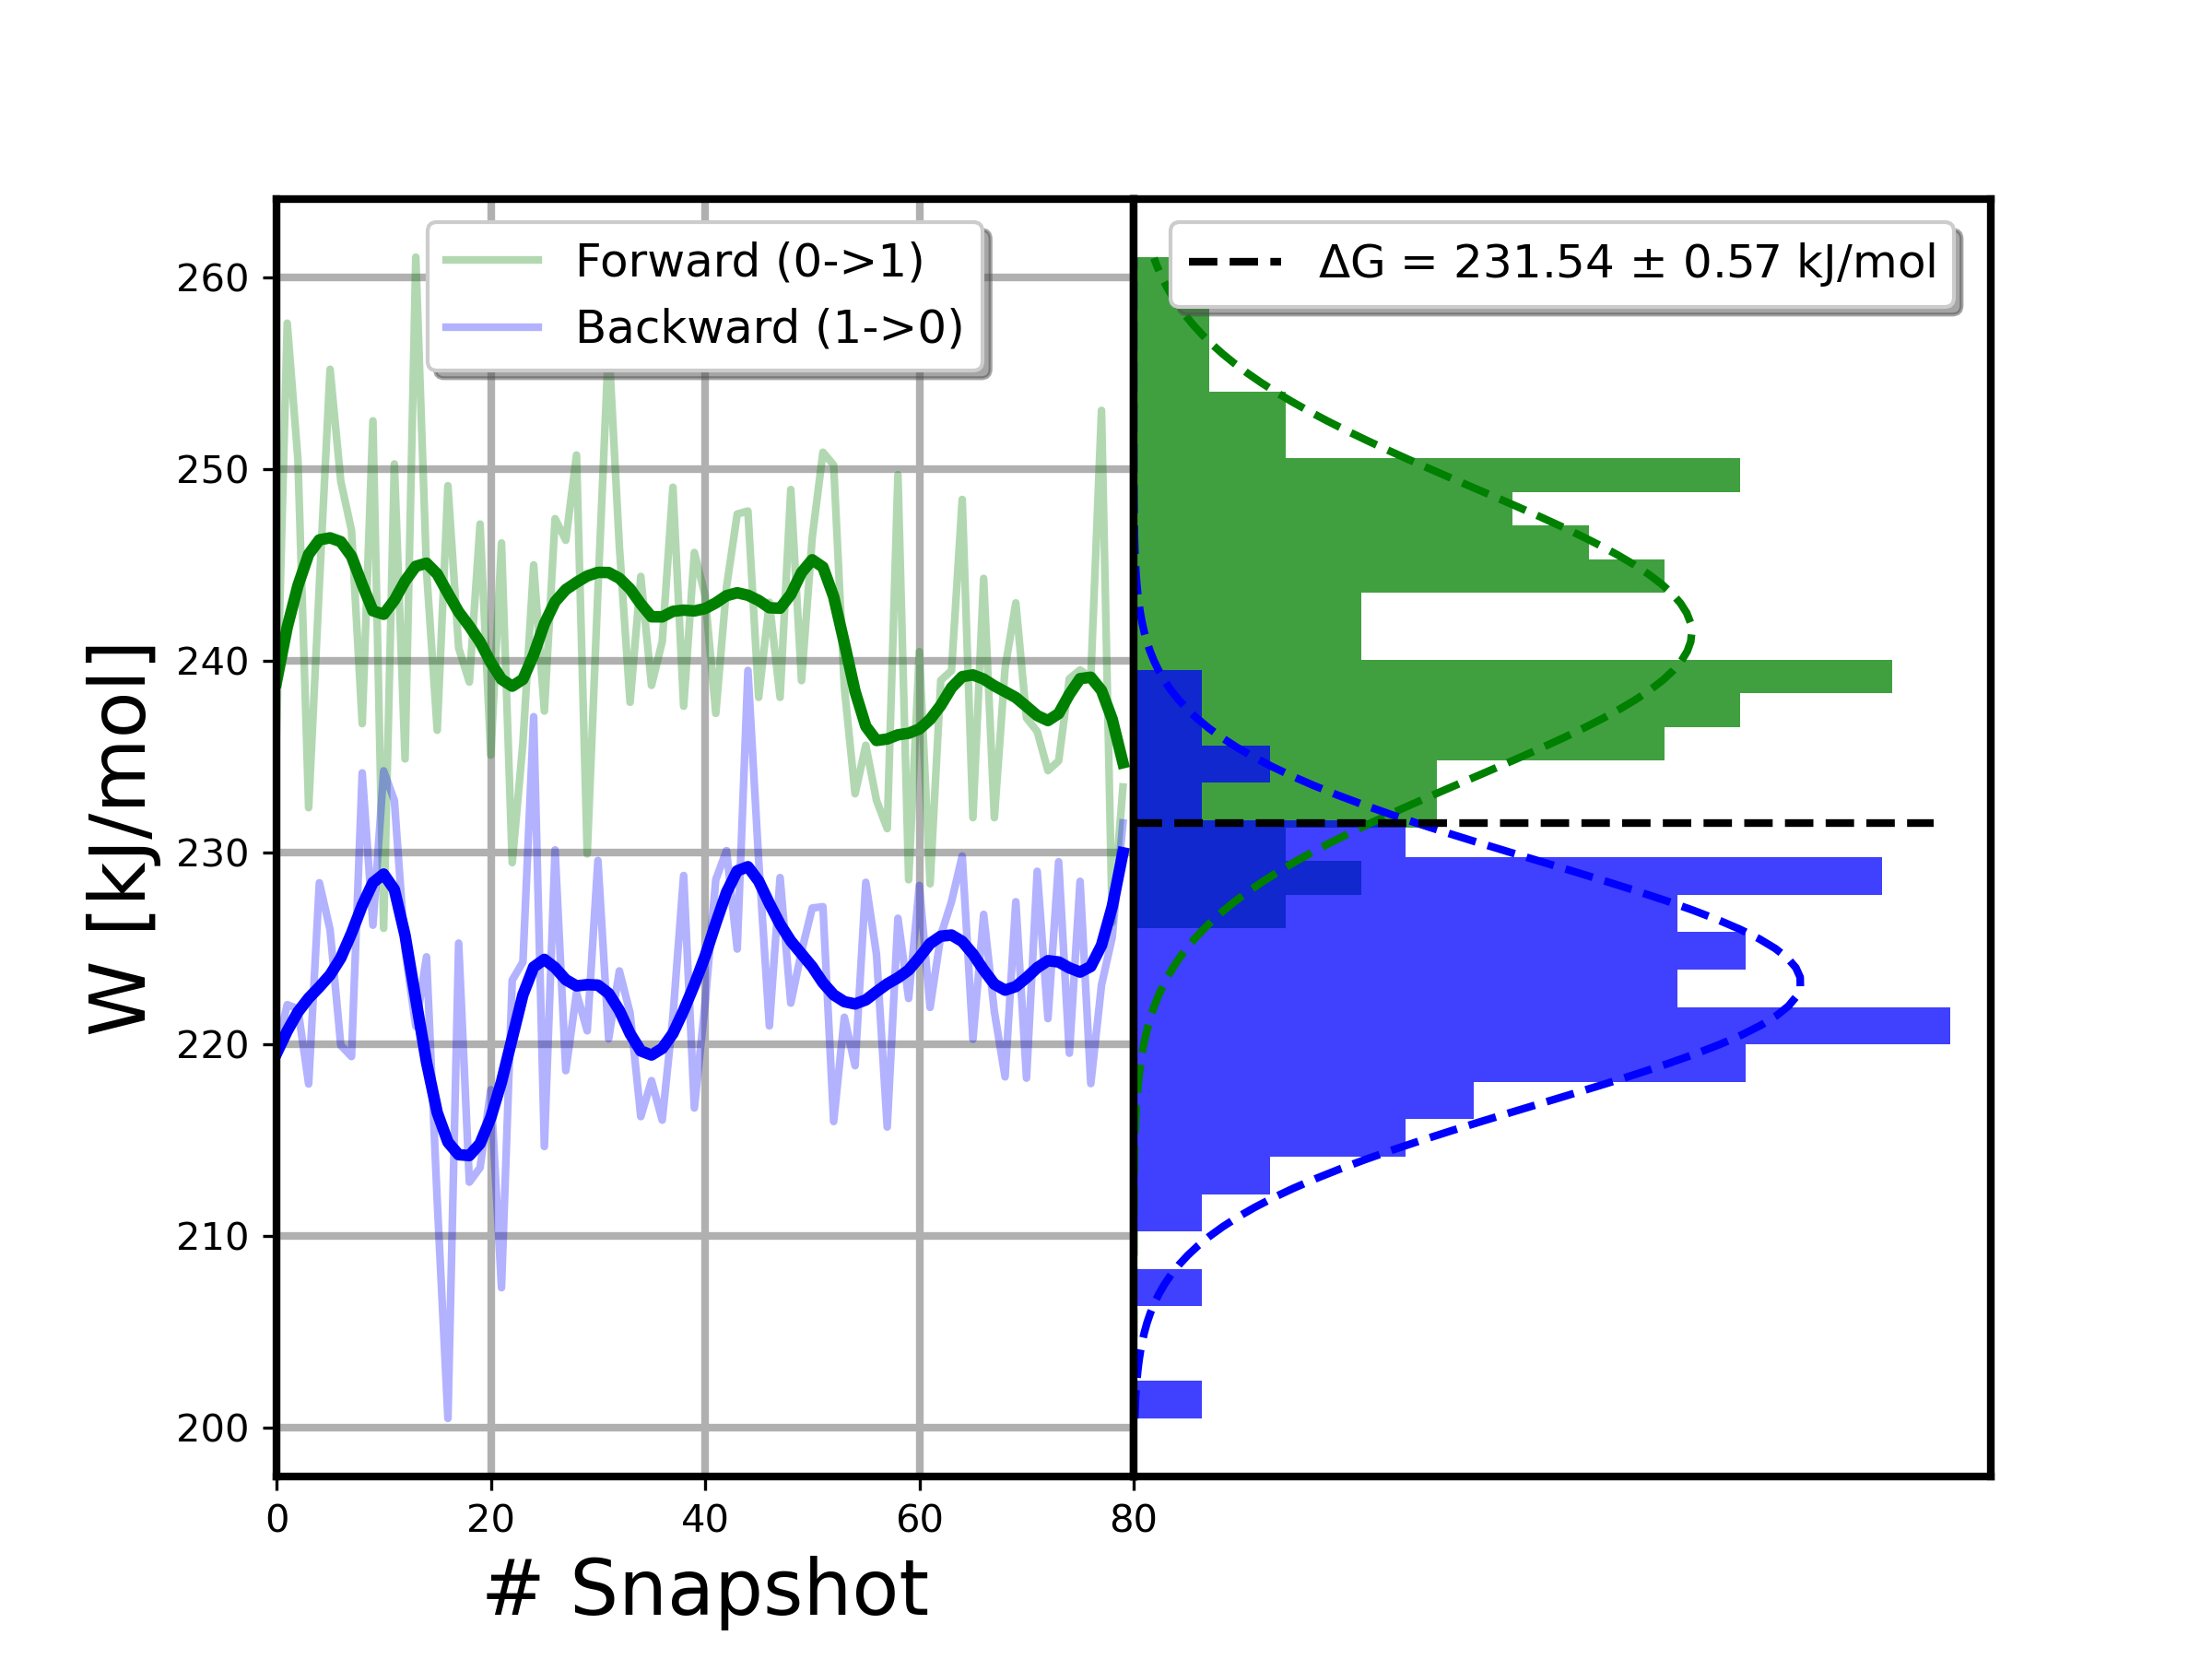 Forward (0->1)
Backward (1->0)
ΔG = 231.54 ± 0.57 kJ/mol
W [kJ/mol]
260
250
240
230
220
210
200
0 20 40 60 80
# Snapshot